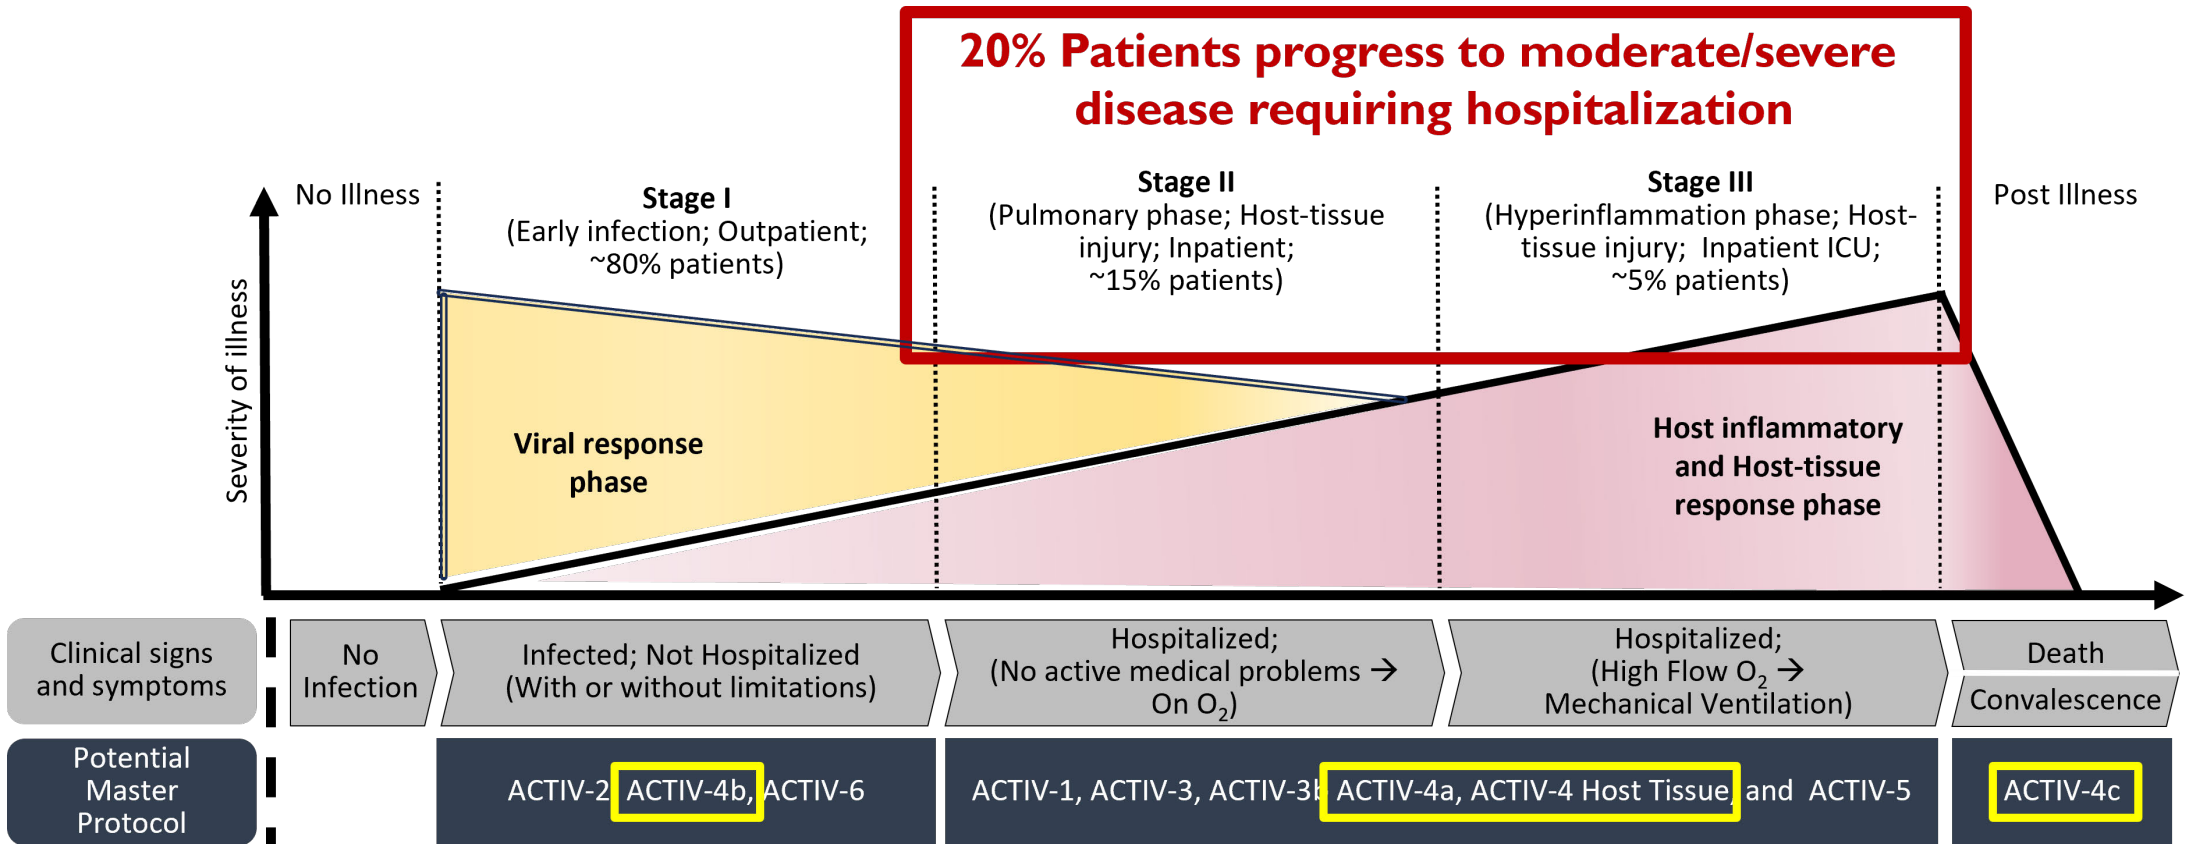 20% Patients progress to moderate/severe
disease requiring hospitalization
No Illness
Stage I
(Early infection; Outpatient;
~80% patients)
Stage II
(Pulmonary phase; Host-tissue
injury; Inpatient;
~15% patients)
Stage III
(Hyperinflammation phase; Host-
tissue injury; Inpatient ICU;
~5% patients)
Post Illness
Severity of illness
Viral response
phase
Host inflammatory
and Host-tissue
response phase
Clinical signs
and symptoms
No
Infection
Infected; Not Hospitalized
(With or without limitations)
Hospitalized;
(No active medical problems →
On O₂)
Hospitalized;
(High Flow O₂ →
Mechanical Ventilation)
Death
Convalescence
Potential
Master
Protocol
ACTIV-2 ACTIV-4b, ACTIV-6
ACTIV-1, ACTIV-3, ACTIV-3b ACTIV-4a, ACTIV-4 Host Tissue, and ACTIV-5
ACTIV-4c